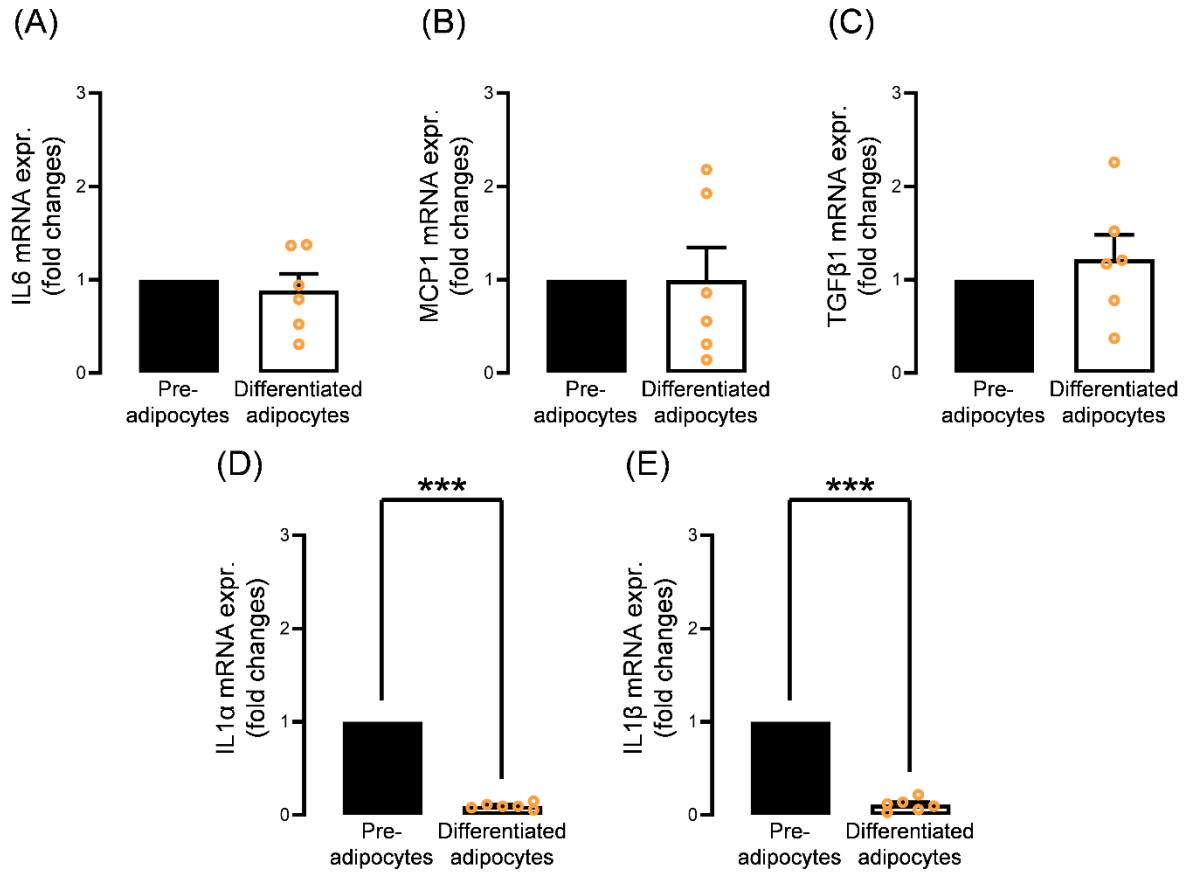 (A)
IL6 mRNA expr.
(fold changes)
3
2
1
0
Pre-
adipocytes
Differentiated
adipocytes
(B)
MCP1 mRNA expr.
(fold changes)
3
2
1
0
Pre-
adipocytes
Differentiated
adipocytes
(C)
TGFβ1 mRNA expr.
(fold changes)
3
2
1
0
Pre-
adipocytes
Differentiated
adipocytes
(D)
***
IL1α mRNA expr.
(fold changes)
3
2
1
0
Pre-
adipocytes
Differentiated
adipocytes
(E)
***
IL1β mRNA expr.
(fold changes)
3
2
1
0
Pre-
adipocytes
Differentiated
adipocytes